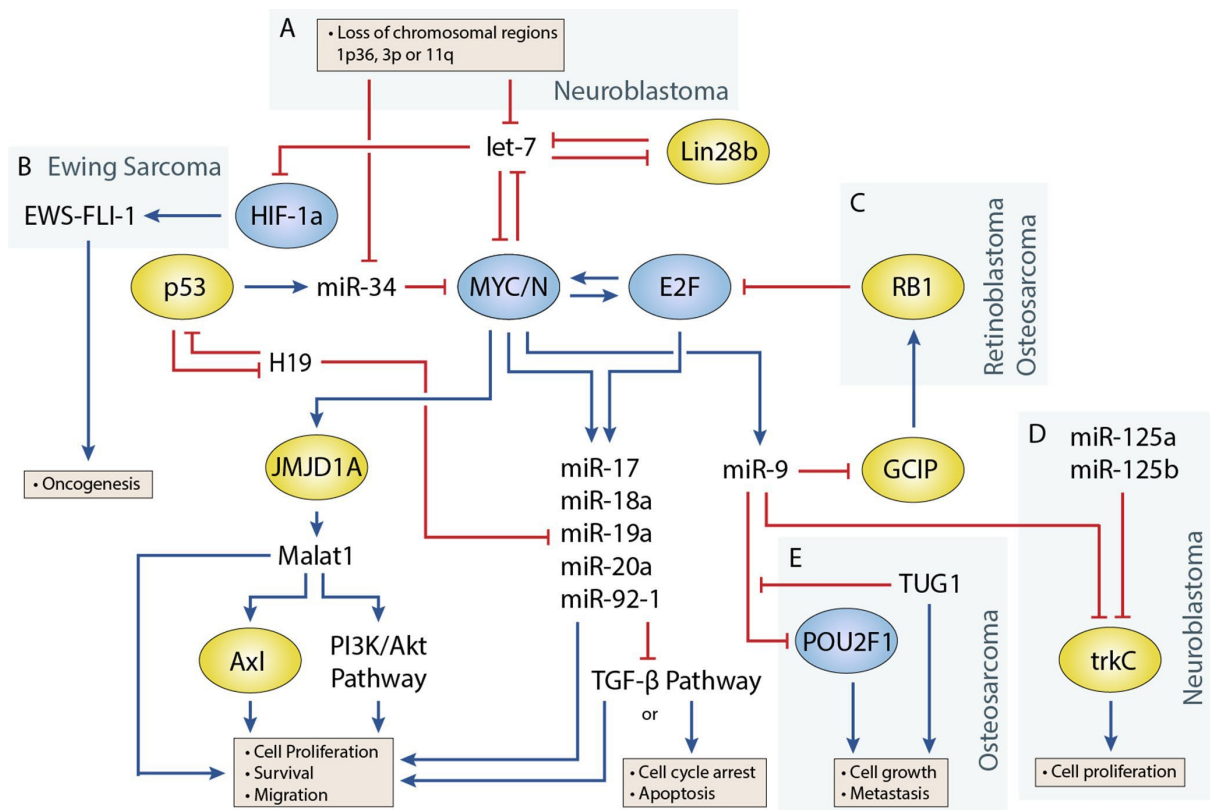 A
• Loss of chromosomal regions
1p36, 3p or 11q
Neuroblastoma
let-7
Lin28b
B Ewing Sarcoma
EWS-FLI-1
HIF-1a
C
Retinoblastoma
Osteosarcoma
p53
miR-34
MYC/N
E2F
RB1
H19
JMJD1A
miR-17
miR-18a
miR-19a
miR-20a
miR-92-1
miR-9
GCIP
D
miR-125a
miR-125b
Neuroblastoma
• Oncogenesis
Malat1
E
TUG1
Osteosarcoma
Axl
PI3K/Akt
Pathway
TGF-β Pathway
or
POU2F1
trkC
• Cell Proliferation
• Survival
• Migration
• Cell cycle arrest
• Apoptosis
• Cell growth
• Metastasis
• Cell proliferation